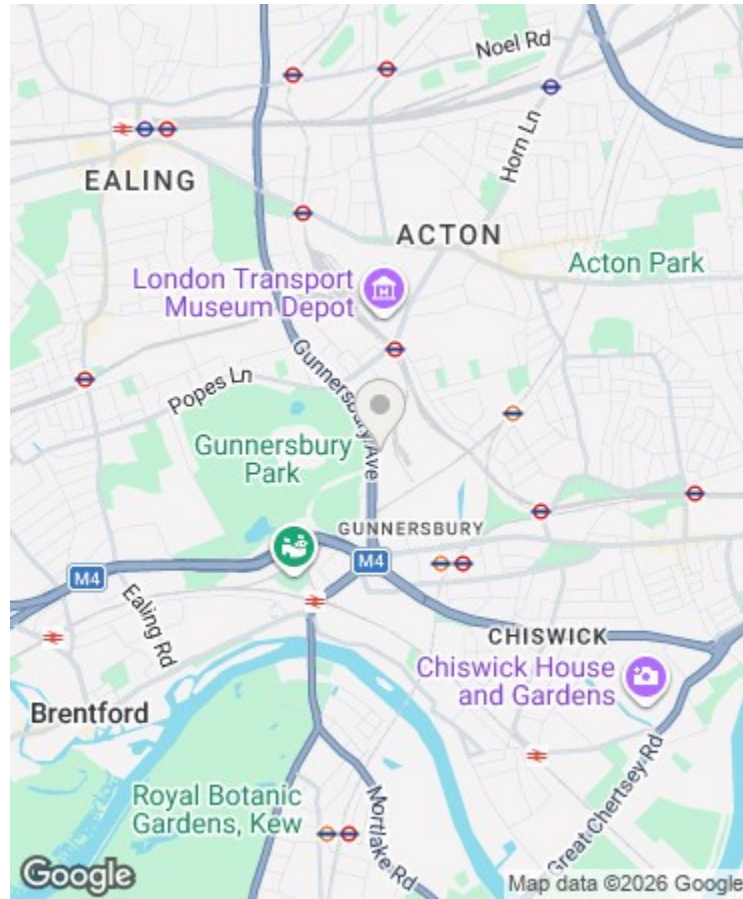 Noel Rd
Horn Ln
EALING
ACTON
Acton Park
London Transport
Museum Depot
Gunnersbury Ave
Popes Ln
Gunnersbury
Park
GUNNERSBURY
M4
M4
Ealing Rd
CHISWICK
Chiswick House
and Gardens
Brentford
Royal Botanic
Gardens, Kew
Mortlake Rd
Great Chertsey Rd
Google
Map data ©2026 Google